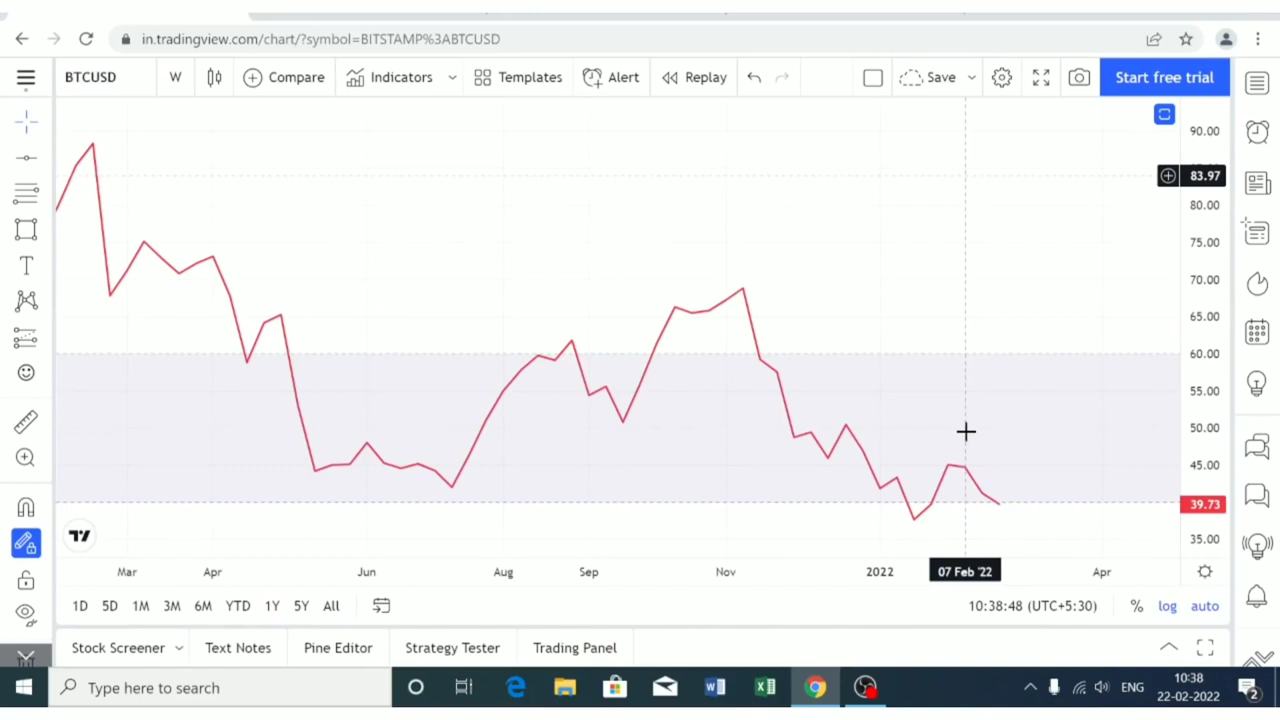 in.tradingview.com/chart/?symbol=BITSTAMP%3ABTCUSD
BTCUSD W Compare Indicators Templates Alert Replay Save Start free trial
90.00
83.97
80.00
75.00
70.00
65.00
60.00
55.00
50.00
45.00
39.73
35.00
Mar Apr Jun Aug Sep Nov 2022 07 Feb '22 Apr
1D 5D 1M 3M 6M YTD 1Y 5Y All 10:38:48 (UTC+5:30) % log auto
Stock Screener Text Notes Pine Editor Strategy Tester Trading Panel
Type here to search ENG 10:38
22-02-2022 2